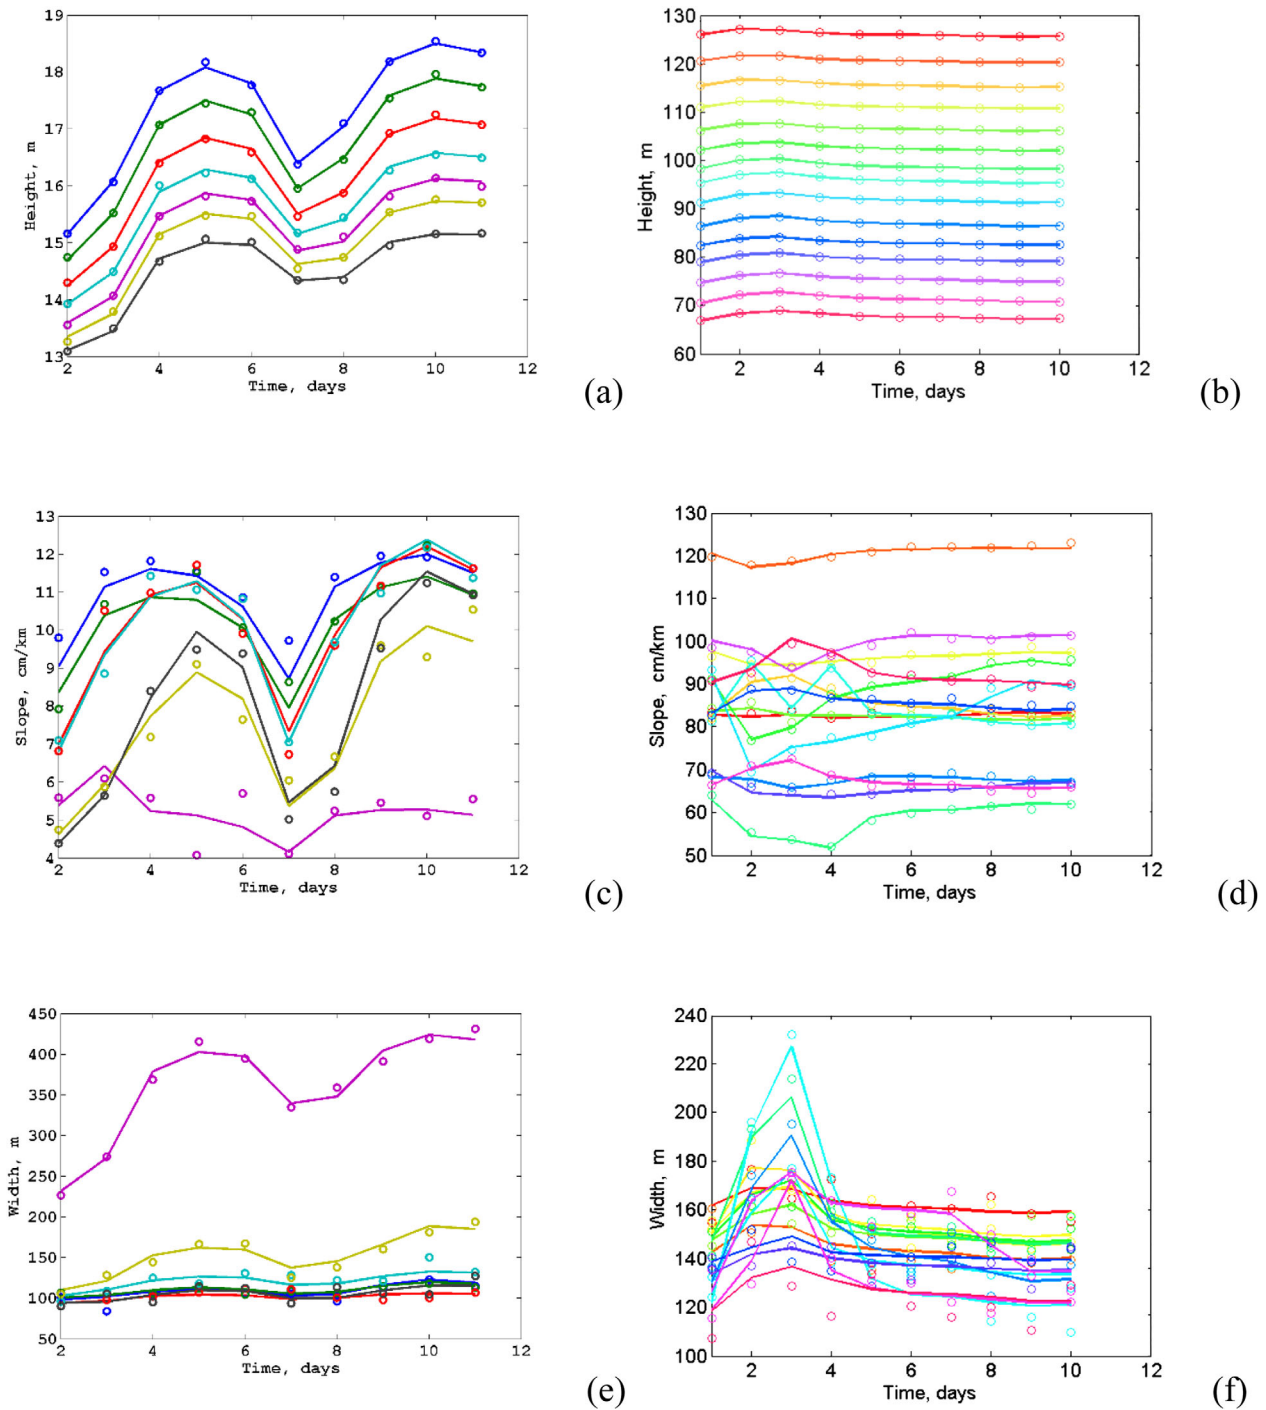 19
18
17
16
15
14
13
Height, m
2 4 6 8 10 12
Time, days
(a)
130
120
110
100
90
80
70
60
Height, m
2 4 6 8 10 12
Time, days
(b)
13
12
11
10
9
8
7
6
5
4
Slope, cm/km
2 4 6 8 10 12
Time, days
(c)
130
120
110
100
90
80
70
60
50
Slope, cm/km
2 4 6 8 10 12
Time, days
(d)
450
400
350
300
250
200
150
100
50
Width, m
2 4 6 8 10 12
Time, days
(e)
240
220
200
180
160
140
120
100
Width, m
2 4 6 8 10 12
Time, days
(f)